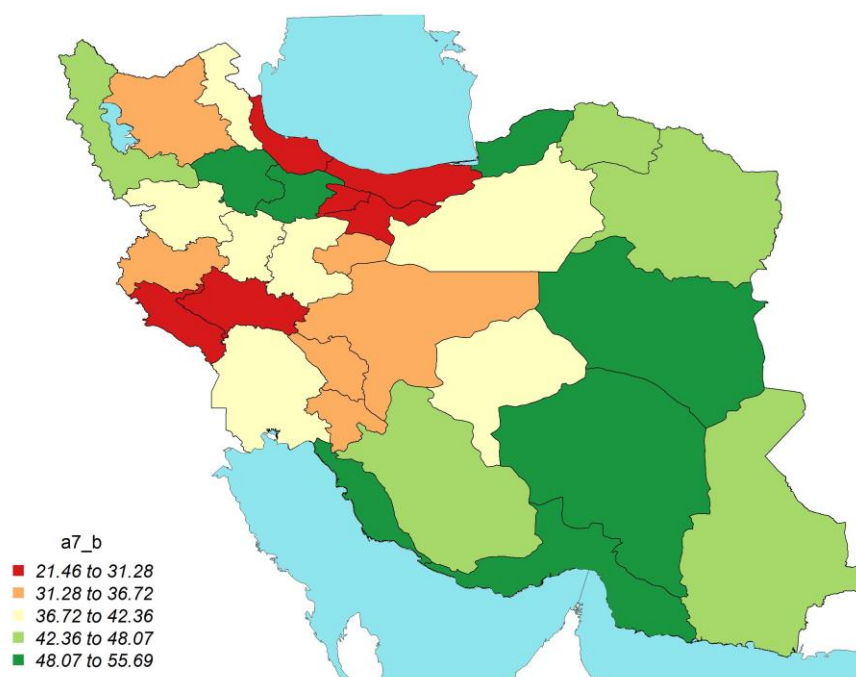 a7_b
21.46 to 31.28
31.28 to 36.72
36.72 to 42.36
42.36 to 48.07
48.07 to 55.69